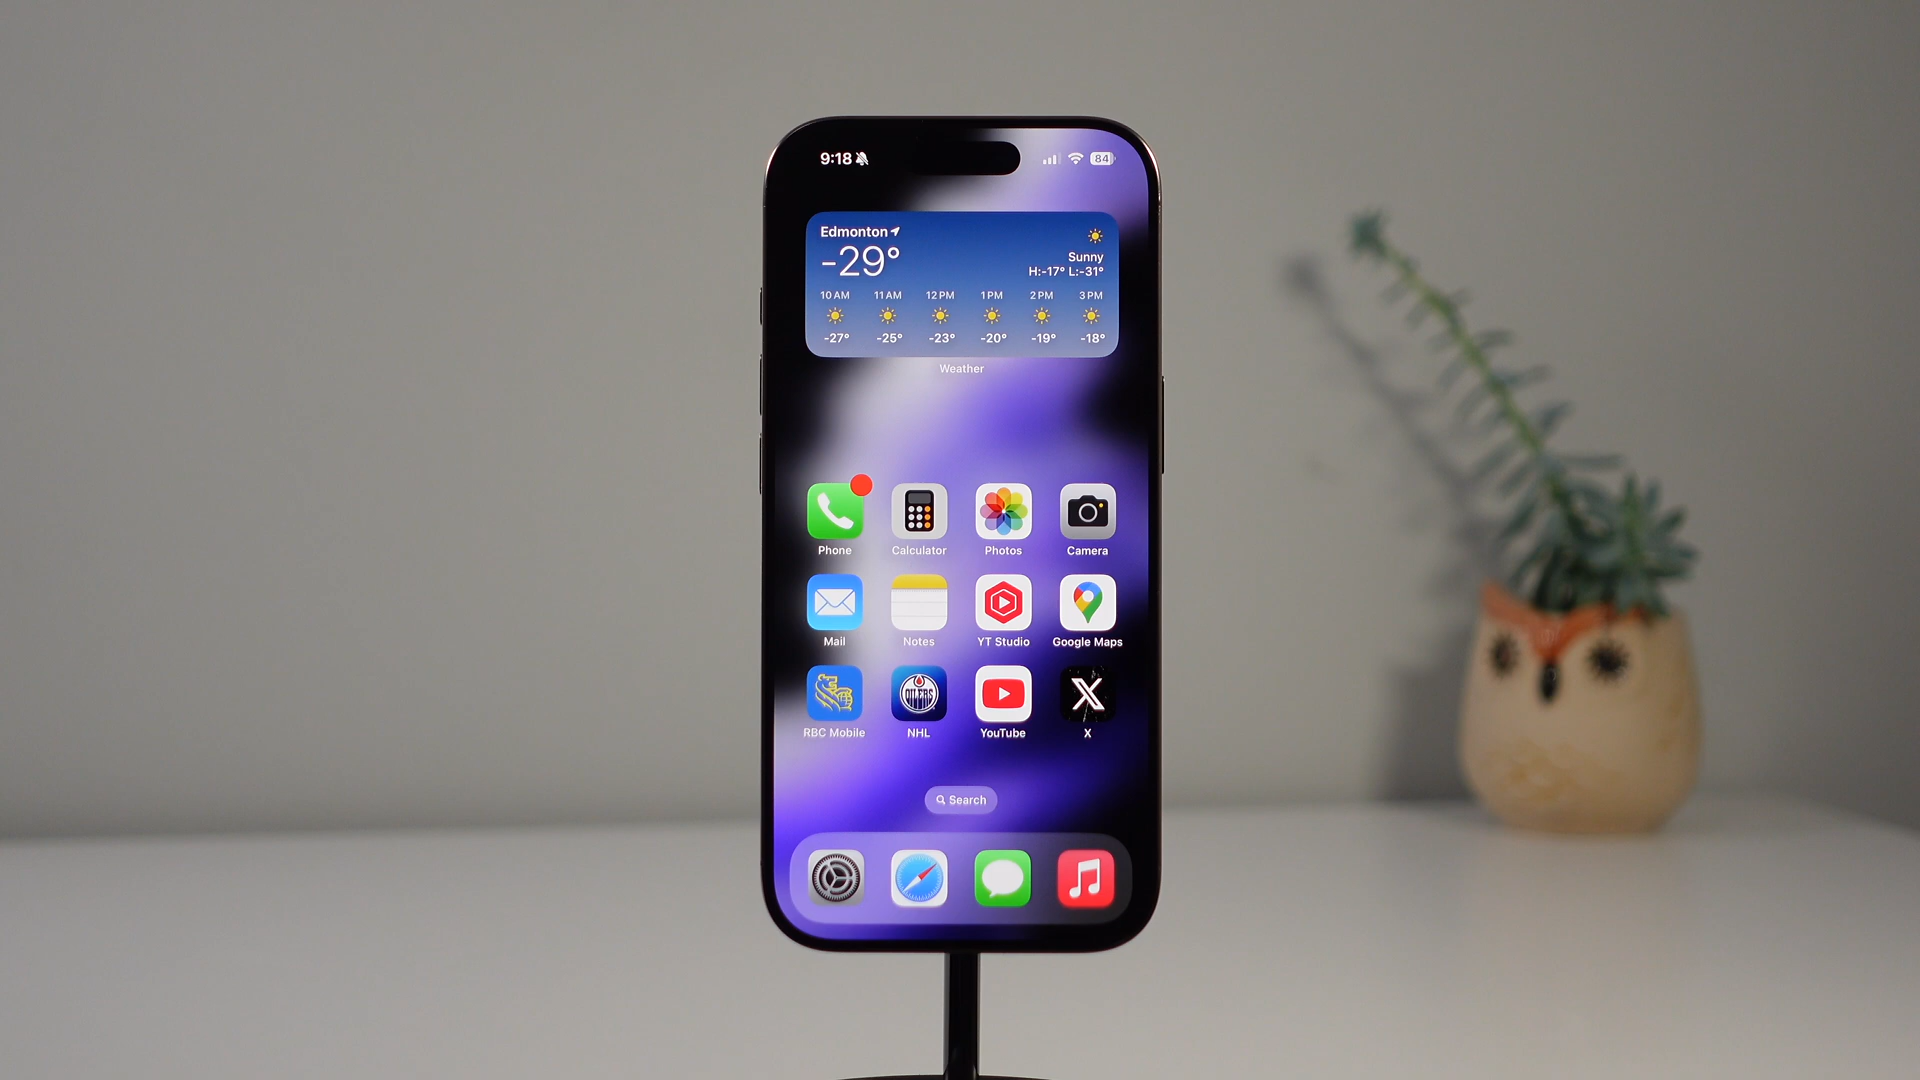 9:18
84
Edmonton
-29°
Sunny
H:-17° L:-31°
10 AM 11 AM 12 PM 1 PM 2 PM 3 PM
-27° -25° -23° -20° -19° -18°
Weather
Phone Calculator Photos Camera
Mail Notes YT Studio Google Maps
OILERS
RBC Mobile NHL YouTube X
Search